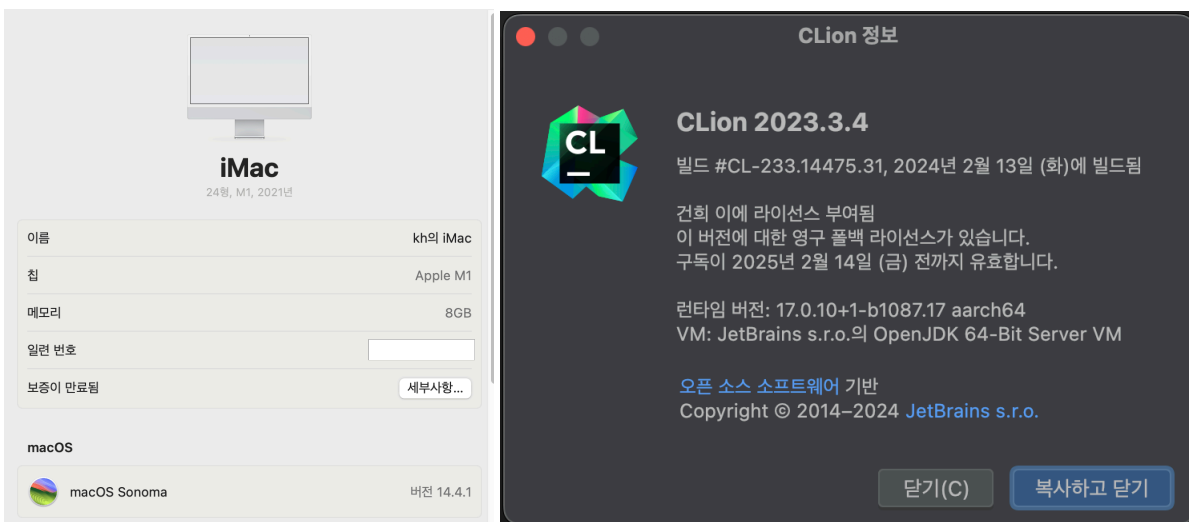 iMac
24형, M1, 2021년
이름 kh의 iMac
칩 Apple M1
메모리 8GB
일련 번호
보증이 만료됨 세부사항...
macOS
macOS Sonoma 버전 14.4.1
CLion 정보
CL
CLion 2023.3.4
빌드 #CL-233.14475.31, 2024년 2월 13일 (화)에 빌드됨
건희 이에 라이선스 부여됨
이 버전에 대한 영구 폴백 라이선스가 있습니다.
구독이 2025년 2월 14일 (금) 전까지 유효합니다.
런타임 버전: 17.0.10+1-b1087.17 aarch64
VM: JetBrains s.r.o.의 OpenJDK 64-Bit Server VM
오픈 소스 소프트웨어 기반
Copyright © 2014–2024 JetBrains s.r.o.
닫기(C) 복사하고 닫기